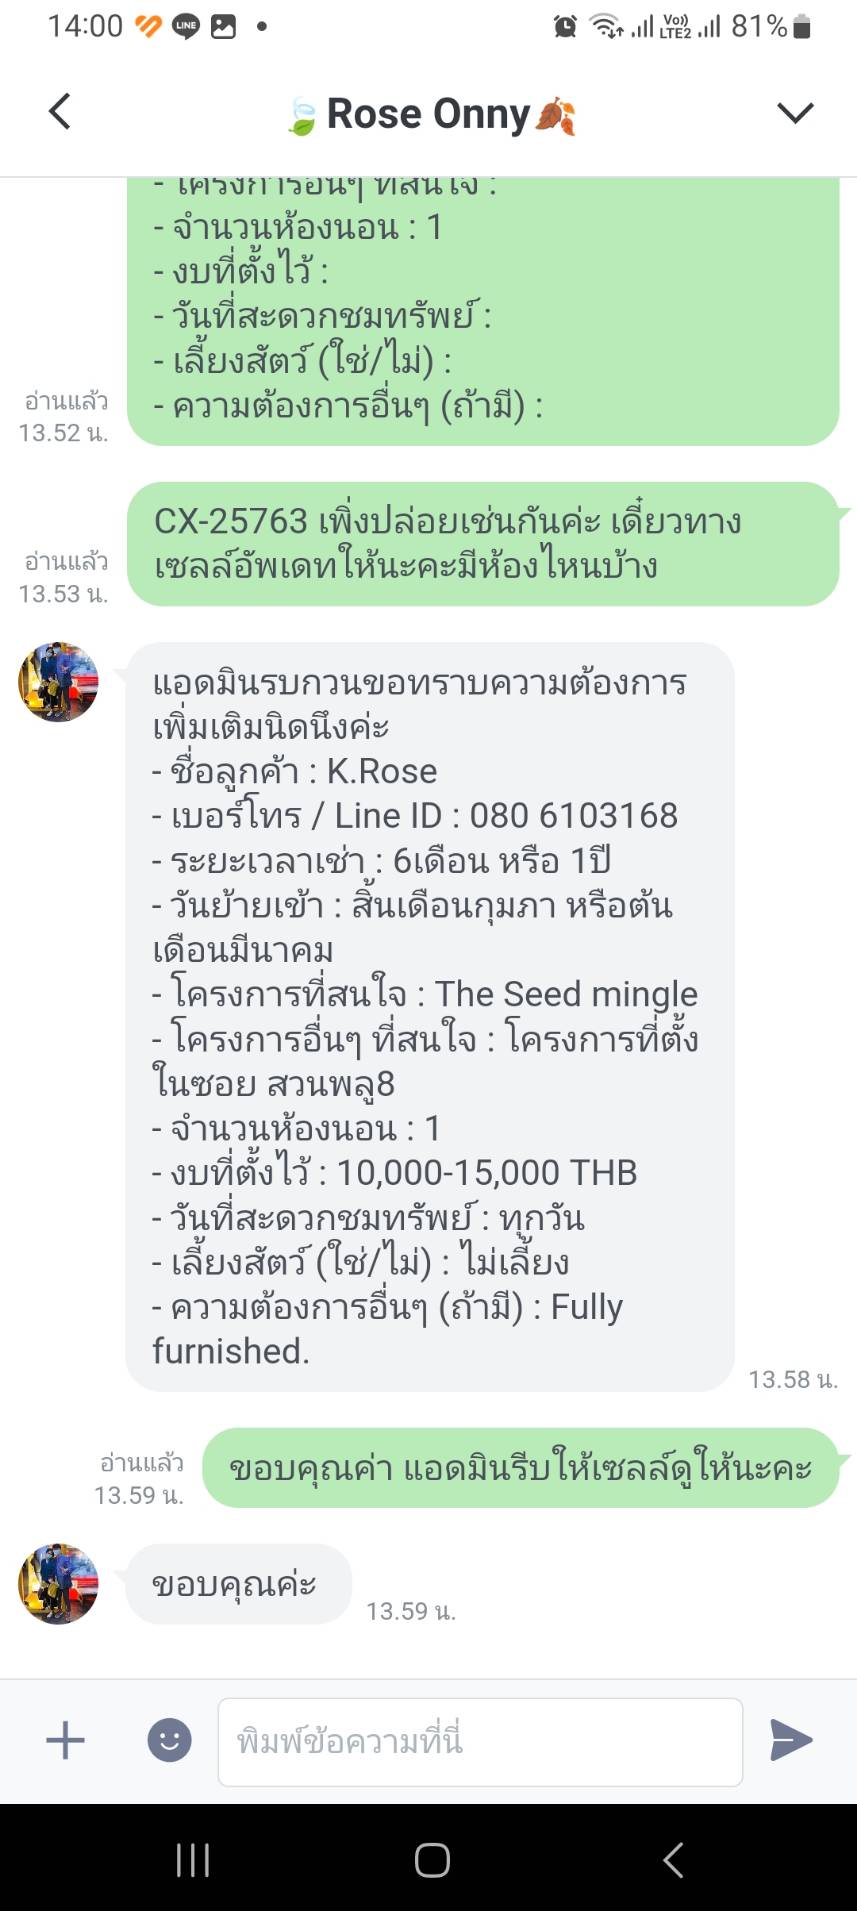 14:00 LINE Vo)) LTE2 81%
Rose Onny
- โครงการอื่นๆ ที่สนใจ :
- จำนวนห้องนอน : 1
- งบที่ตั้งไว้ :
- วันที่สะดวกชมทรัพย์ :
- เลี้ยงสัตว์ (ใช่/ไม่) :
- ความต้องการอื่นๆ (ถ้ามี) :
อ่านแล้ว
13.52 น.
CX-25763 เพิ่งปล่อยเช่นกันค่ะ เดี๋ยวทาง
เซลล์อัพเดทให้นะคะมีห้องไหนบ้าง
อ่านแล้ว
13.53 น.
แอดมินรบกวนขอทราบความต้องการ
เพิ่มเติมนิดนึงค่ะ
- ชื่อลูกค้า : K.Rose
- เบอร์โทร / Line ID : 080 6103168
- ระยะเวลาเช่า : 6เดือน หรือ 1ปี
- วันย้ายเข้า : สิ้นเดือนกุมภา หรือต้น
เดือนมีนาคม
- โครงการที่สนใจ : The Seed mingle
- โครงการอื่นๆ ที่สนใจ : โครงการที่ตั้ง
ในซอย สวนพลู8
- จำนวนห้องนอน : 1
- งบที่ตั้งไว้ : 10,000-15,000 THB
- วันที่สะดวกชมทรัพย์ : ทุกวัน
- เลี้ยงสัตว์ (ใช่/ไม่) : ไม่เลี้ยง
- ความต้องการอื่นๆ (ถ้ามี) : Fully
furnished.
13.58 น.
ขอบคุณค่า แอดมินรีบให้เซลล์ดูให้นะคะ
อ่านแล้ว
13.59 น.
ขอบคุณค่ะ
13.59 น.
พิมพ์ข้อความที่นี่